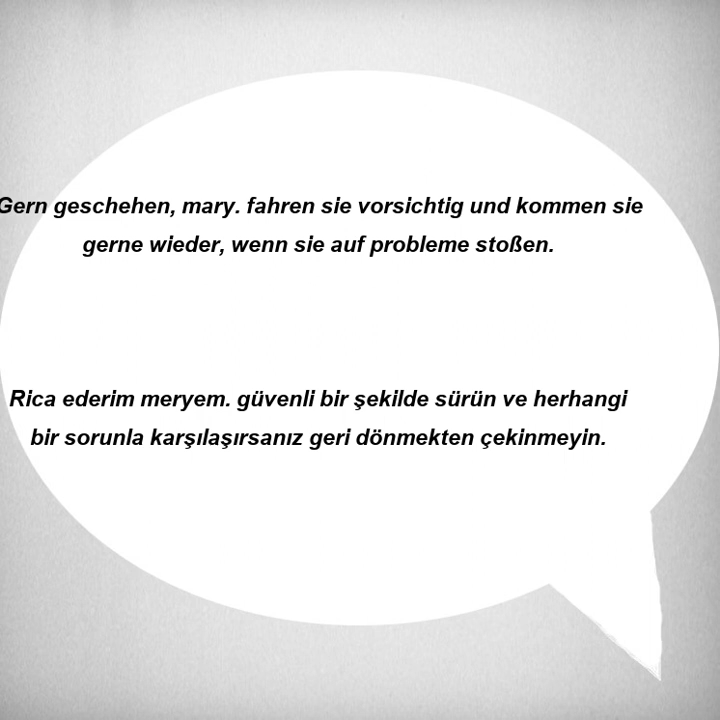 Gern geschehen, mary. fahren sie vorsichtig und kommen sie
gerne wieder, wenn sie auf probleme stoßen.
Rica ederim meryem. güvenli bir şekilde sürün ve herhangi
bir sorunla karşılaşırsanız geri dönmekten çekinmeyin.